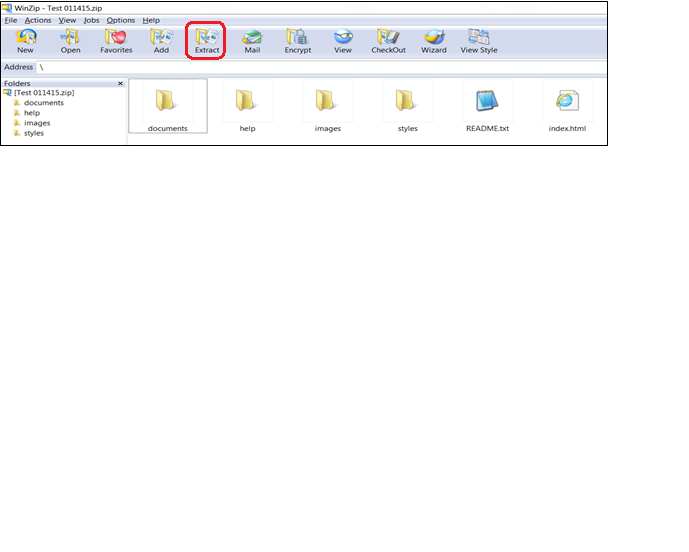 WinZip - Test 011415.zip
File Actions View Jobs Options Help
New Open Favorites Add Extract Mail Encrypt View CheckOut Wizard View Style
Address \
Folders
[Test 011415.zip]
documents
help
images
styles
documents help images styles README.txt index.html